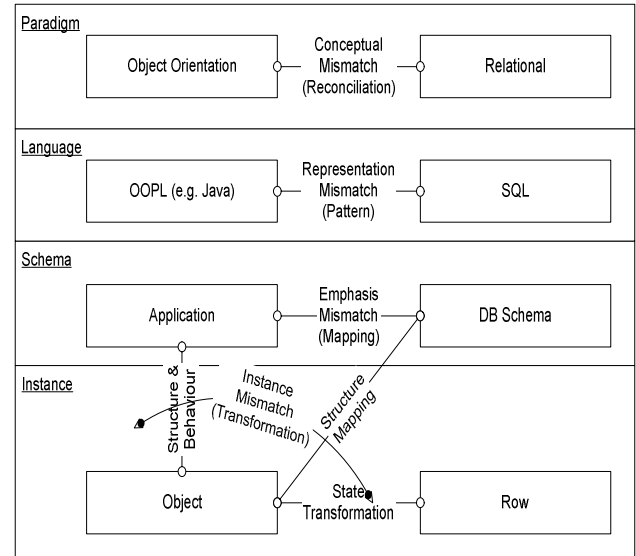 Paradigm
Object Orientation
Conceptual
Mismatch
(Reconciliation)
Relational
Language
OOPL (e.g. Java)
Representation
Mismatch
(Pattern)
SQL
Schema
Application
Emphasis
Mismatch
(Mapping)
DB Schema
Instance
Structure &
Behaviour
Instance
Mismatch
(Transformation)
Structure
Mapping
Object
State
Transformation
Row